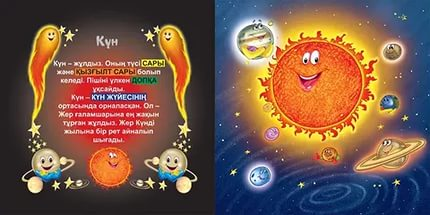 Күн
Күн – жұлдыз. Оның түсі САРЫ
және ҚЫЗҒЫЛТ САРЫ болып
келеді. Пішіні үлкен ДОПҚА
ұқсайды.
Күн – КҮН ЖҮЙЕСІНІҢ
ортасында орналасқан. Ол –
Жер ғаламшарына ең жақын
тұрған жұлдыз. Жер Күнді
жылына бір рет айналып
шығады.